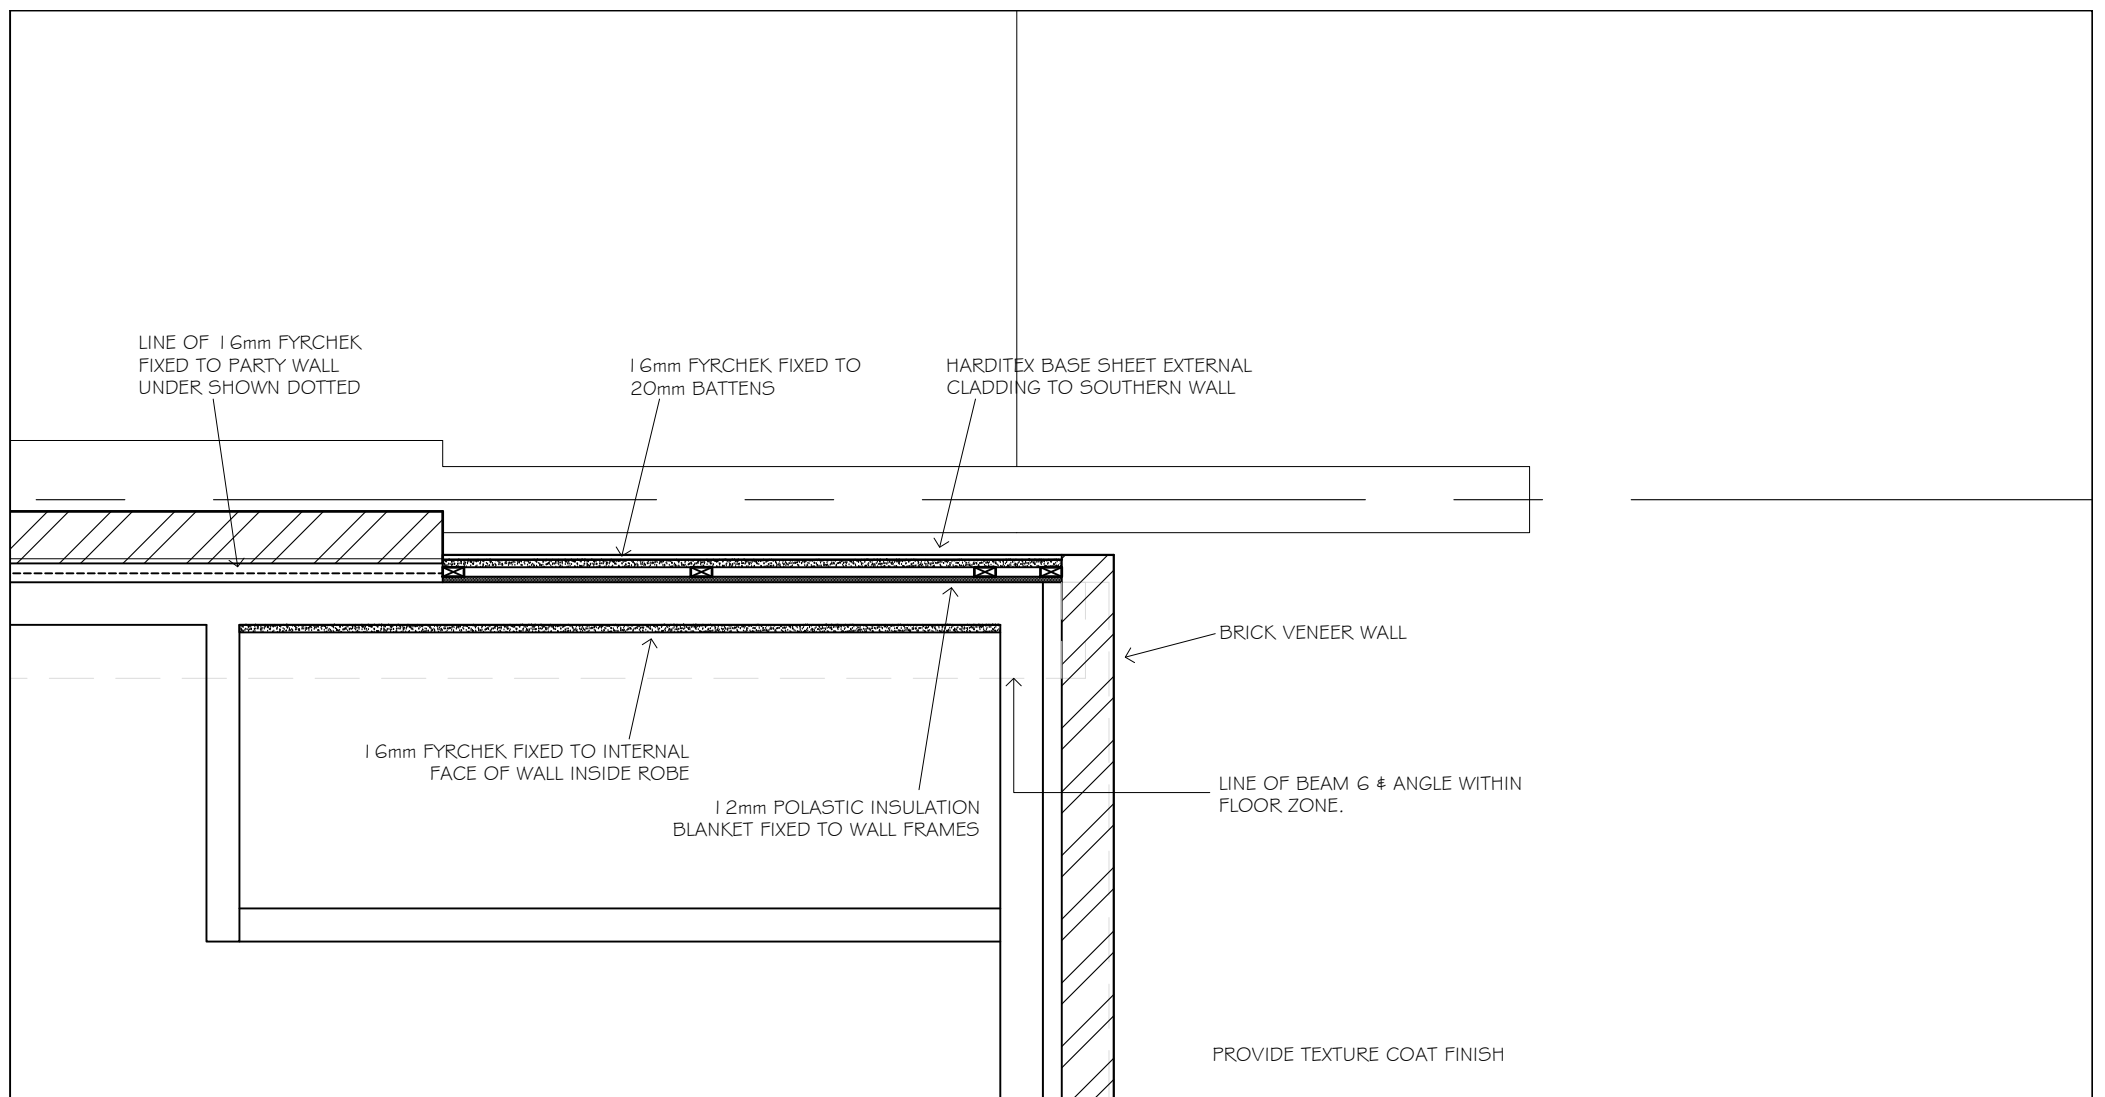 LINE OF 16mm FYRCHEK
FIXED TO PARTY WALL
UNDER SHOWN DOTTED
16mm FYRCHEK FIXED TO
20mm BATTENS
HARDITEX BASE SHEET EXTERNAL
CLADDING TO SOUTHERN WALL
BRICK VENEER WALL
16mm FYRCHEK FIXED TO INTERNAL
FACE OF WALL INSIDE ROBE
12mm POLASTIC INSULATION
BLANKET FIXED TO WALL FRAMES
LINE OF BEAM 6 & ANGLE WITHIN
FLOOR ZONE.
PROVIDE TEXTURE COAT FINISH